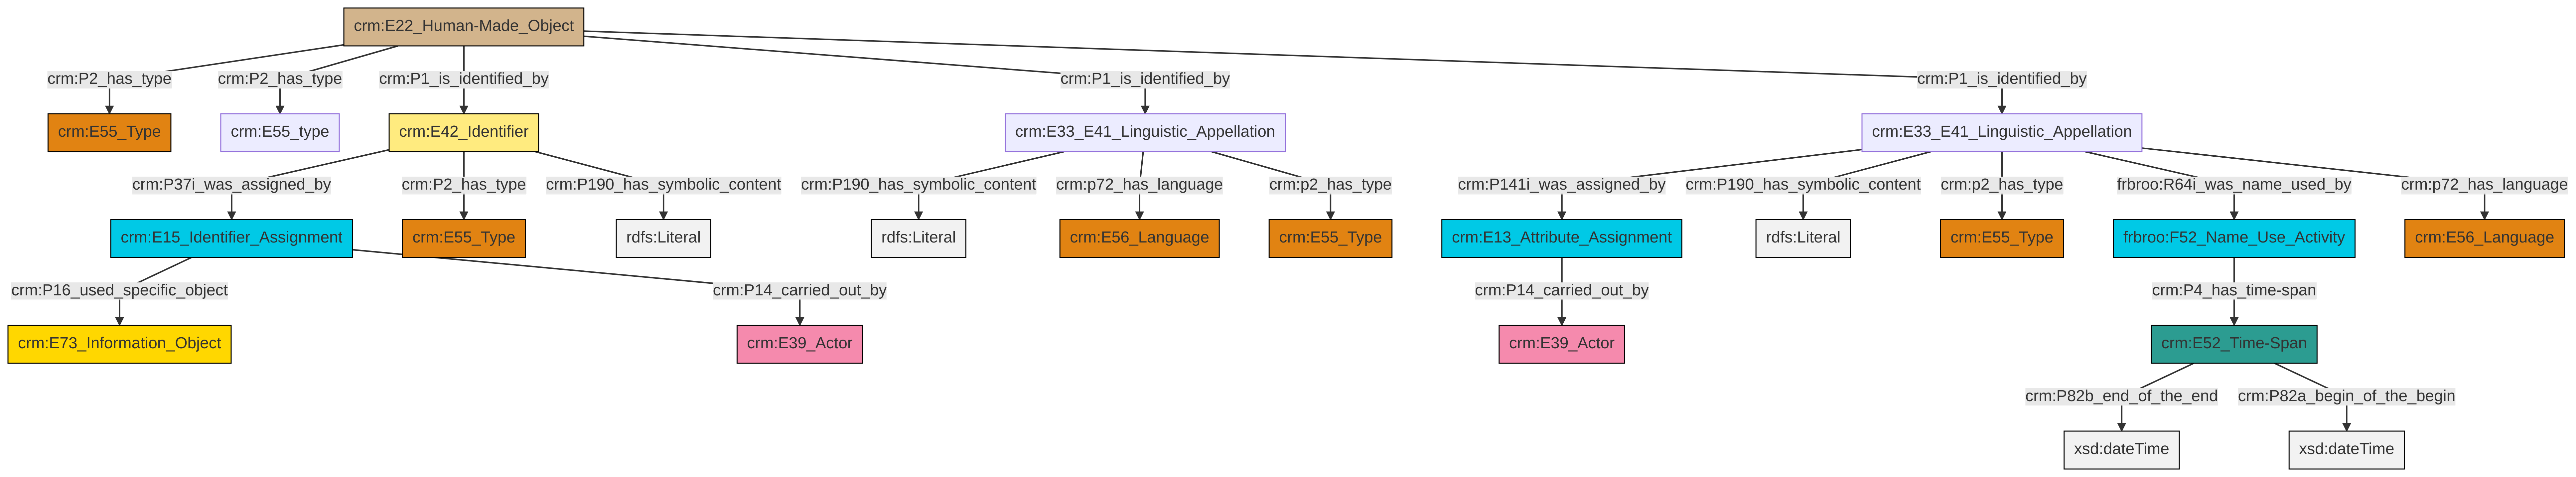 crm:E22_Human-Made_Object
crm:P2_has_type
crm:P2_has_type
crm:P1_is_identified_by
crm:P1_is_identified_by
crm:P1_is_identified_by
crm:E55_Type
crm:E55_type
crm:E42_Identifier
crm:E33_E41_Linguistic_Appellation
crm:E33_E41_Linguistic_Appellation
crm:P37i_was_assigned_by
crm:P2_has_type
crm:P190_has_symbolic_content
crm:P190_has_symbolic_content
crm:p72_has_language
crm:p2_has_type
crm:P141i_was_assigned_by
crm:P190_has_symbolic_content
crm:p2_has_type
frbroo:R64i_was_name_used_by
crm:p72_has_language
crm:E15_Identifier_Assignment
crm:E55_Type
rdfs:Literal
rdfs:Literal
crm:E56_Language
crm:E55_Type
crm:E13_Attribute_Assignment
rdfs:Literal
crm:E55_Type
frbroo:F52_Name_Use_Activity
crm:E56_Language
crm:P16_used_specific_object
crm:P14_carried_out_by
crm:P14_carried_out_by
crm:P4_has_time-span
crm:E73_Information_Object
crm:E39_Actor
crm:E39_Actor
crm:E52_Time-Span
crm:P82b_end_of_the_end
crm:P82a_begin_of_the_begin
xsd:dateTime
xsd:dateTime